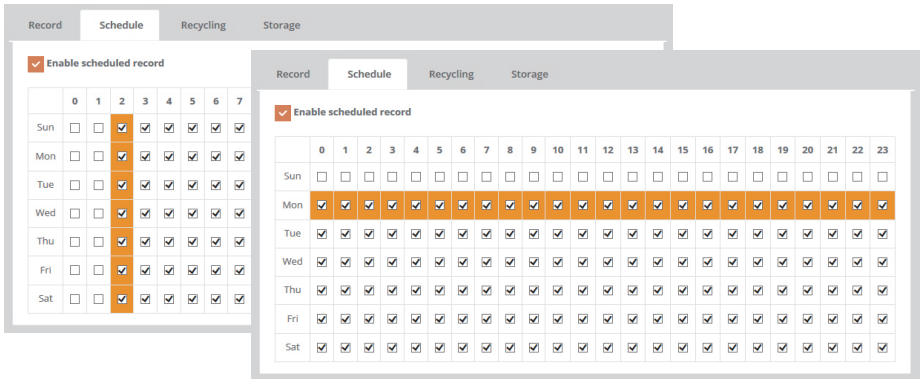 Record Schedule Recycling Storage
Enable scheduled record
0 1 2 3 4 5 6 7
Sun
Mon
Tue
Wed
Thu
Fri
Sat
Record Schedule Recycling Storage
Enable scheduled record
0 1 2 3 4 5 6 7 8 9 10 11 12 13 14 15 16 17 18 19 20 21 22 23
Sun
Mon
Tue
Wed
Thu
Fri
Sat